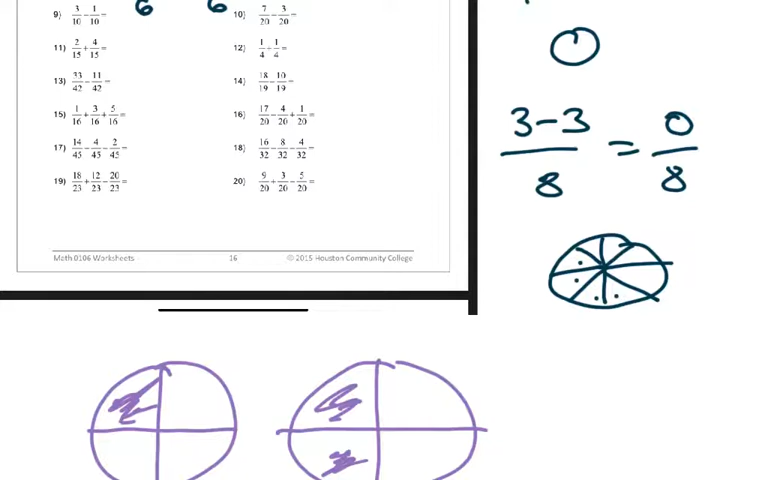 9) 3/10 - 1/10 = 6 6 10) 7/20 - 3/20 =
11) 2/15 + 4/15 = 12) 1/4 + 1/4 =
13) 33/42 - 11/42 = 14) 18/19 - 10/19 =
15) 1/16 + 3/16 + 5/16 = 16) 17/20 - 4/20 + 1/20 =
17) 14/45 - 4/45 - 2/45 = 18) 16/32 - 8/32 - 4/32 =
19) 18/23 + 12/23 - 20/23 = 20) 9/20 + 3/20 - 5/20 =
Math 0106 Worksheets 16 © 2015 Houston Community College
3-3/8 = 0/8